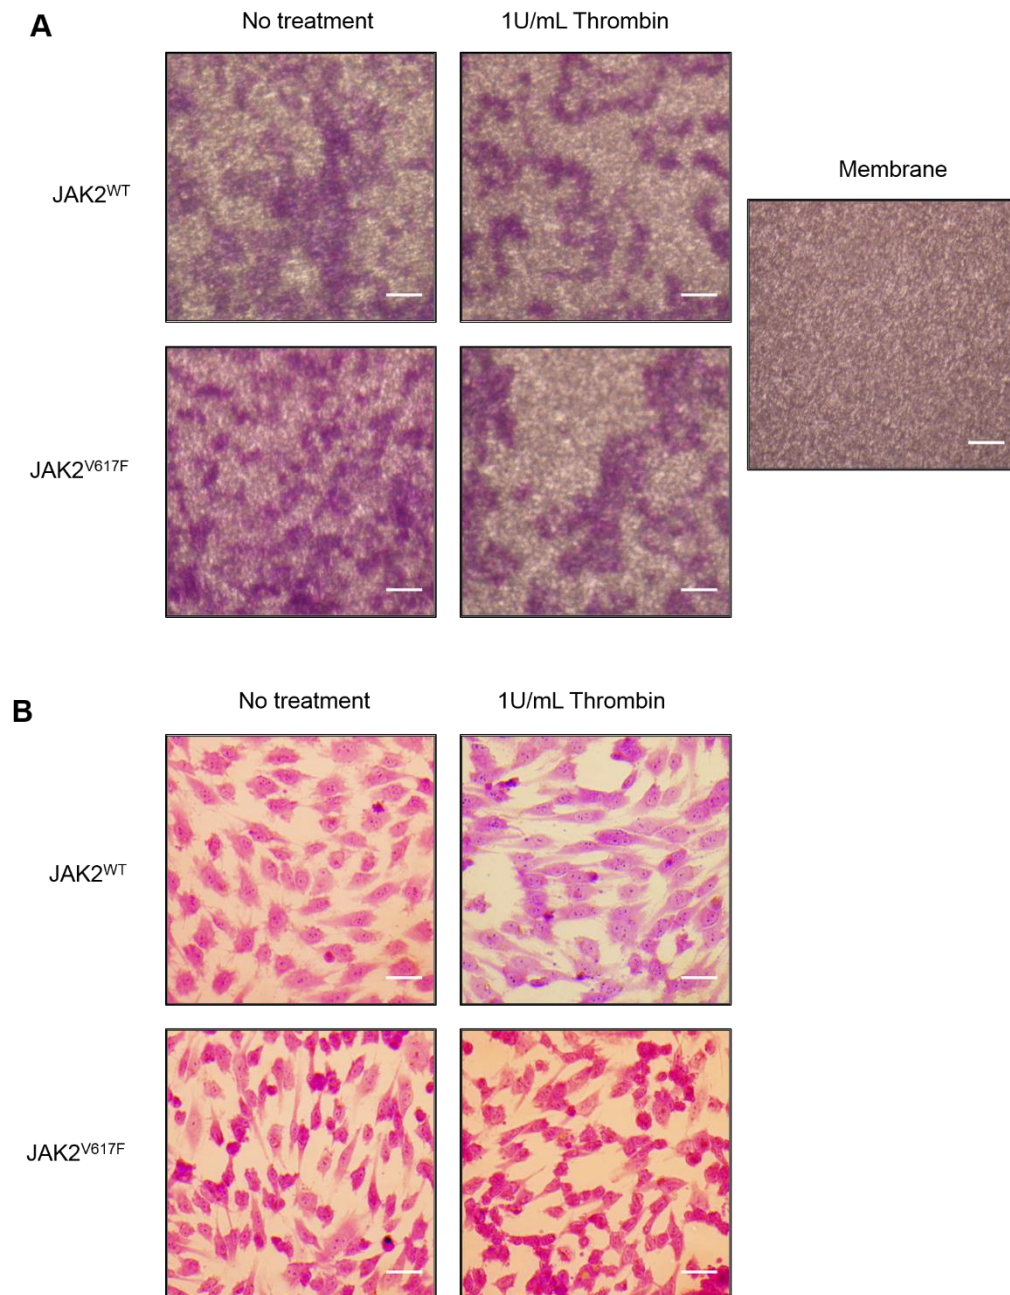 A
No treatment
1U/mL Thrombin
JAK2WT
Membrane
JAK2V617F
B
No treatment
1U/mL Thrombin
JAK2WT
JAK2V617F